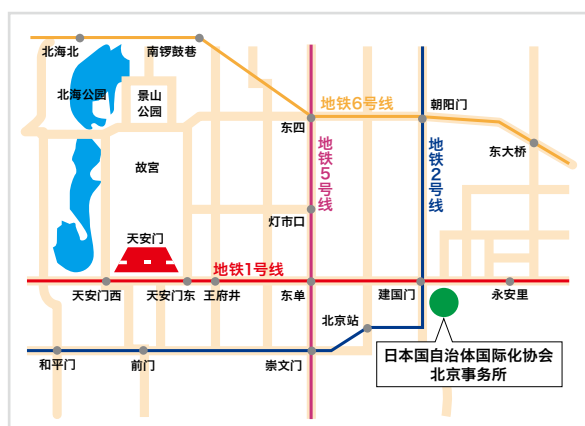 北海北
南锣鼓巷
北海公园
景山
公园
地铁6号线
朝阳门
东四
地铁5号线
地铁2号线
东大桥
故宮
灯市口
天安门
地铁1号线
天安门西
天安门东
王府井
东单
建国门
永安里
北京站
和平门
前门
崇文门
日本国自治体国际化协会
北京事务所